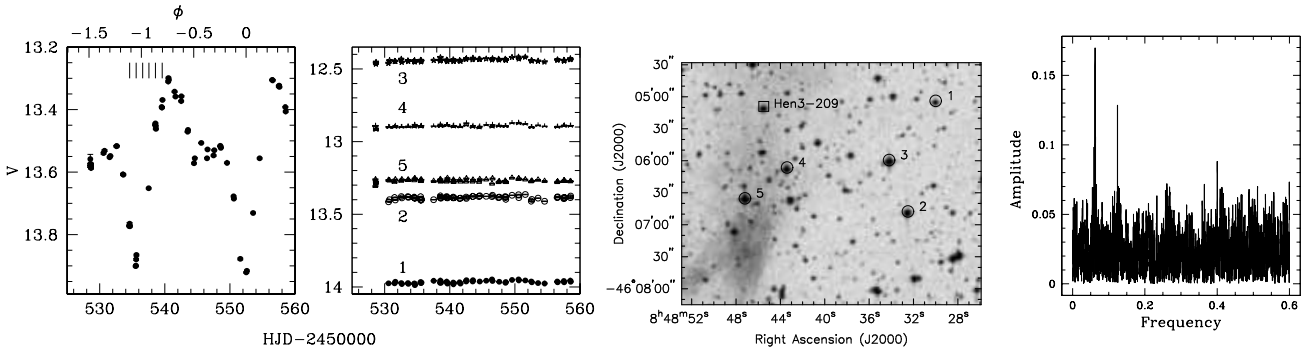 ϕ
−1.5 −1 −0.5 0
13.2
13.4
13.6
13.8
V
530 540 550 560
12.5
13
13.5
14
3
4
5
2
1
530 540 550 560
HJD−2450000
30"
05'00"
30"
06'00"
30"
07'00"
30"
−46°08'00"
Declination (J2000)
Hen3−209
1
3
4
5
2
8h48m52s 48s 44s 40s 36s 32s 28s
Right Ascension (J2000)
0.15
0.1
0.05
0
Amplitude
0 0.2 0.4 0.6
Frequency